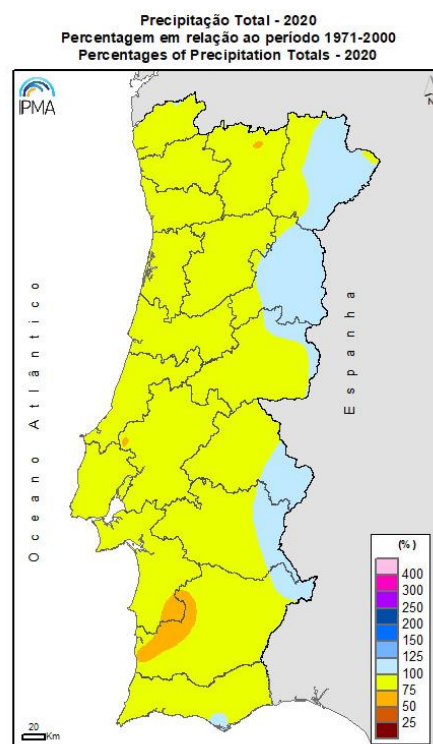 Precipitação Total - 2020
Percentagem em relação ao período 1971-2000
Percentages of Precipitation Totals - 2020
IPMA
N
Oceano Atlântico
Espanha
(%)
400
300
250
200
150
125
100
75
50
25
20
Km